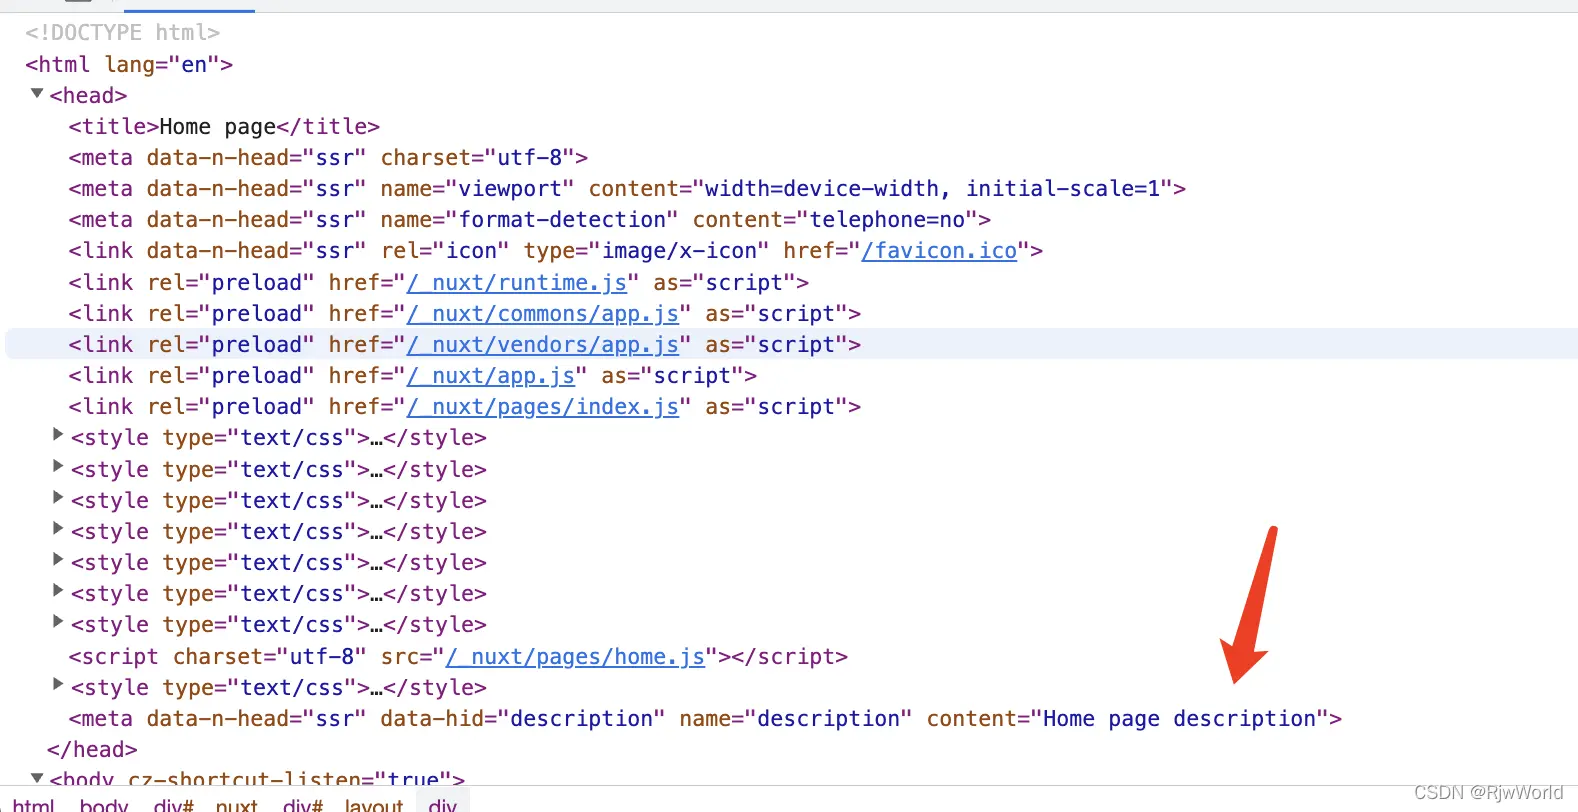 <!DOCTYPE html>
<html lang="en">
<head>
<title>Home page</title>
<meta data-n-head="ssr" charset="utf-8">
<meta data-n-head="ssr" name="viewport" content="width=device-width, initial-scale=1">
<meta data-n-head="ssr" name="format-detection" content="telephone=no">
<link data-n-head="ssr" rel="icon" type="image/x-icon" href="/favicon.ico">
<link rel="preload" href="/_nuxt/runtime.js" as="script">
<link rel="preload" href="/_nuxt/commons/app.js" as="script">
<link rel="preload" href="/_nuxt/vendors/app.js" as="script">
<link rel="preload" href="/_nuxt/app.js" as="script">
<link rel="preload" href="/_nuxt/pages/index.js" as="script">
<style type="text/css">…</style>
<style type="text/css">…</style>
<style type="text/css">…</style>
<style type="text/css">…</style>
<style type="text/css">…</style>
<style type="text/css">…</style>
<style type="text/css">…</style>
<script charset="utf-8" src="/_nuxt/pages/home.js"></script>
<style type="text/css">…</style>
<meta data-n-head="ssr" data-hid="description" name="description" content="Home page description">
</head>
<body cz-shortcut-listen="true">
html body div#__nuxt div#__layout div
CSDN @RjwWorld